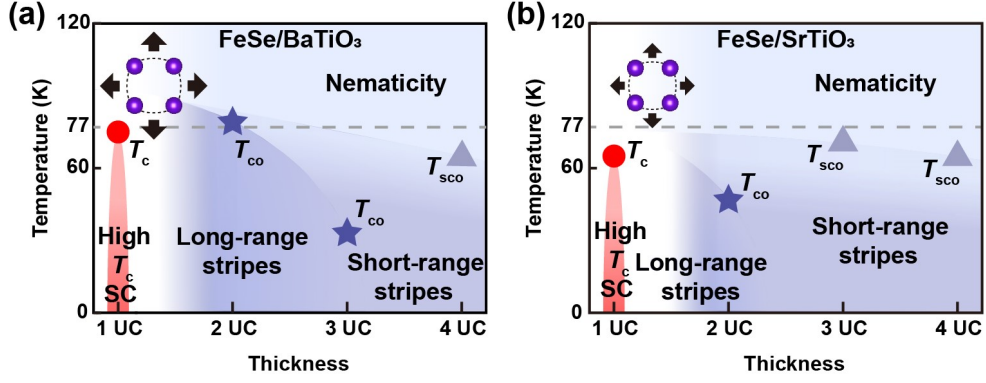 (a)
120
FeSe/BaTiO₃
Nematicity
77
60
0
Temperature (K)
Tc
Tco
Tsco
Tco
High
Tc
SC
Long-range
stripes
Short-range
stripes
1 UC
2 UC
3 UC
4 UC
Thickness
(b)
120
FeSe/SrTiO₃
Nematicity
77
60
0
Temperature (K)
Tc
Tco
Tsco
Tsco
High
Tc
SC
Long-range
stripes
Short-range
stripes
1 UC
2 UC
3 UC
4 UC
Thickness